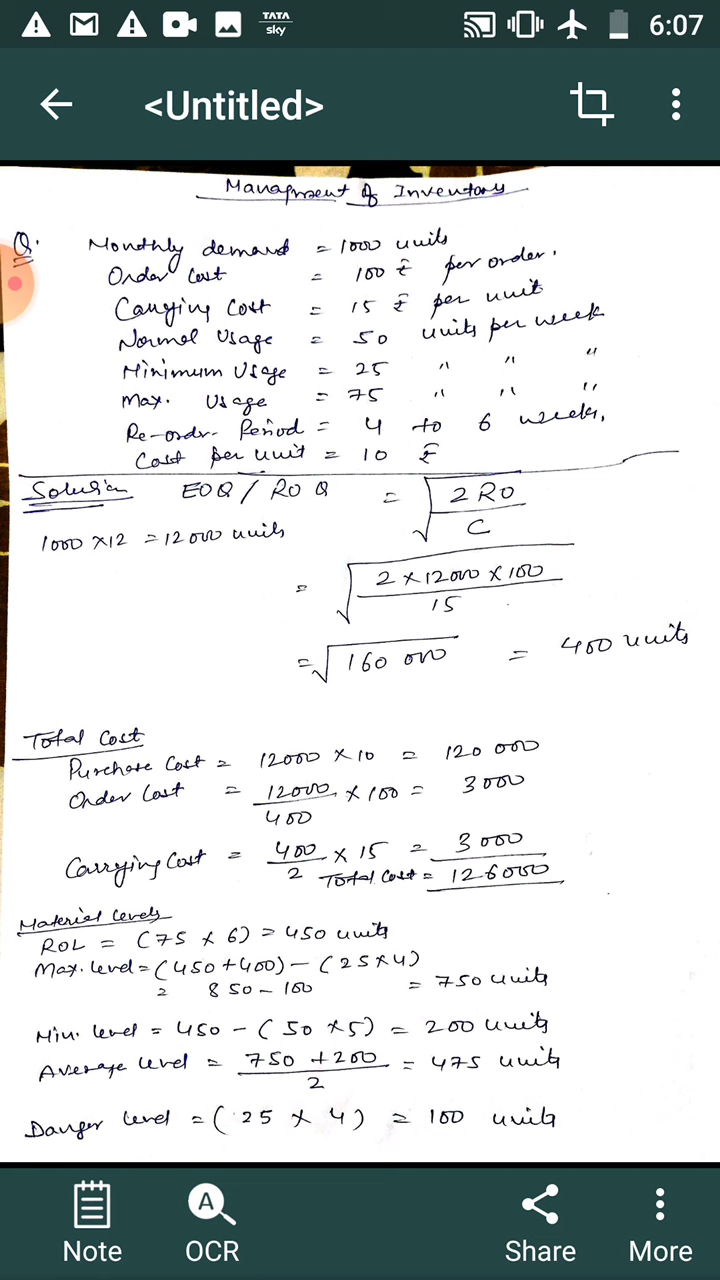 TATA
sky
6:07
<Untitled>
Management of Inventory
Q. Monthly demand = 1000 units
Order Cost = 100 ₹ per order.
Carrying Cost = 15 ₹ per unit
Normal Usage = 50 units per week
Minimum Usage = 25 " " "
Max. Usage = 75 " " "
Re-order Period = 4 to 6 weeks.
Cost per unit = 10 ₹
Solution EOQ / ROQ = √ 2 RO
C
1000 × 12 = 12000 units
= √ 2 × 12000 × 100
15
= √ 160 000 = 400 units
Total Cost
Purchase Cost = 12000 × 10 = 120 000
Order Cost = 12000 × 100 = 3000
400
Carrying Cost = 400 × 15 = 3000
2 Total Cost = 126000
Material Levels
ROL = (75 × 6) = 450 units
Max. level = (450+400) - (25×4)
= 850 - 100 = 750 units
Min. level = 450 - (50 × 5) = 200 units
Average level = 750 + 200 = 475 units
2
Danger level = (25 × 4) = 100 units
A
Note OCR Share More